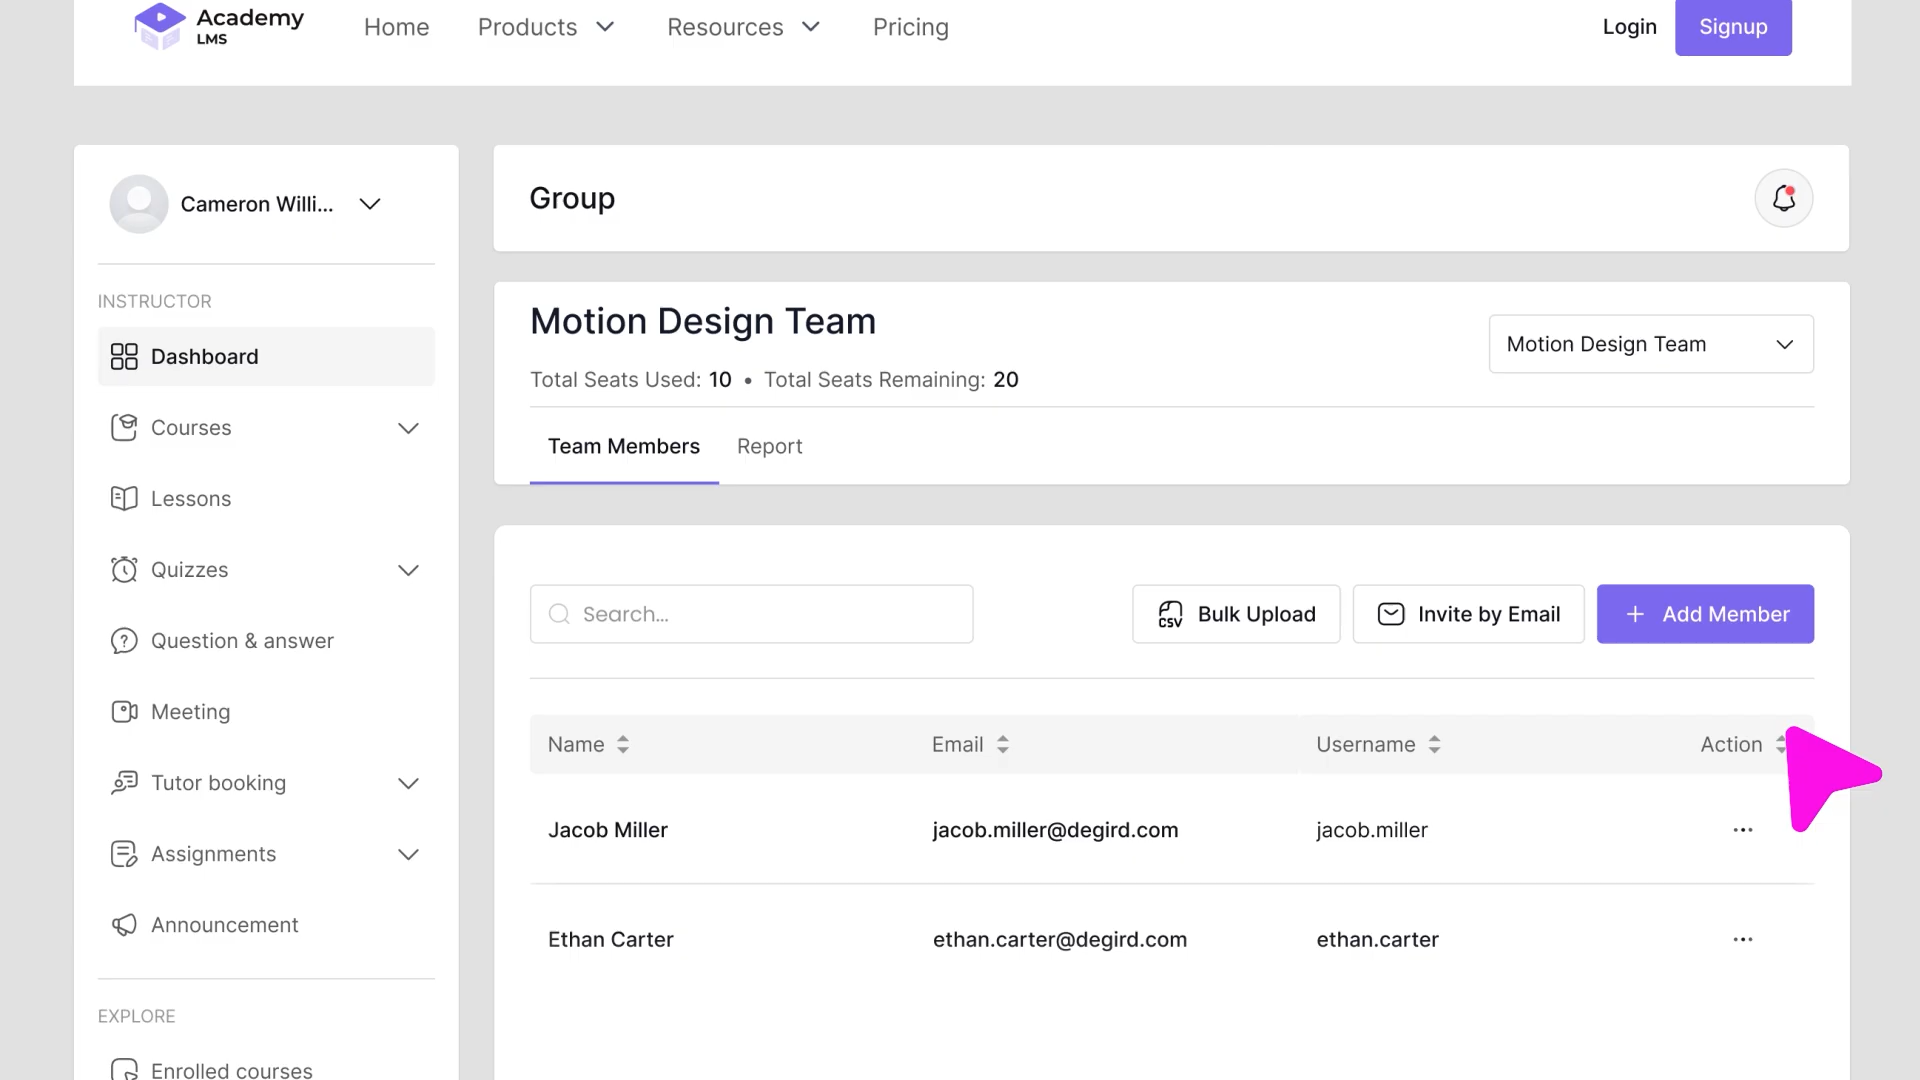 Academy
LMS
Home
Products
Resources
Pricing
Login
Signup
Cameron Willi...
INSTRUCTOR
Dashboard
Courses
Lessons
Quizzes
Question & answer
Meeting
Tutor booking
Assignments
Announcement
EXPLORE
Enrolled courses
Group
Motion Design Team
Total Seats Used: 10 • Total Seats Remaining: 20
Motion Design Team
Team Members
Report
Search...
CSV
Bulk Upload
Invite by Email
+ Add Member
Name
Email
Username
Action
Jacob Miller
jacob.miller@degird.com
jacob.miller
Ethan Carter
ethan.carter@degird.com
ethan.carter